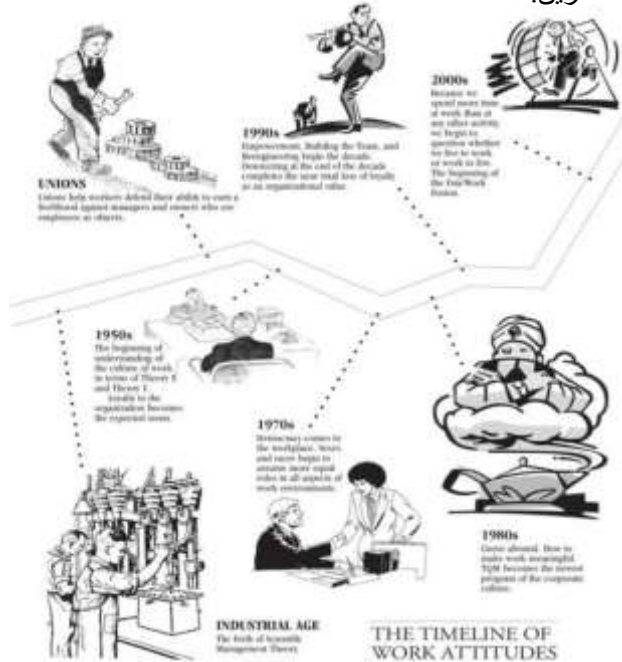 2000s
Because we
spend more time
at work than at
any other activity
we begin to
question whether
we live to work
or work to live.
The beginning of
the Fun/Work
Fusion.
1990s
Empowerment, Building the Team, and
Reengineering begin the decade.
Downsizing at the end of the decade
completes the near total loss of loyalty
as an organizational value.
UNIONS
Unions help workers defend their ability to earn a
livelihood against managers and owners who see
employees as objects.
1950s
The beginning of
understanding of
the culture of work
in terms of Theory X
and Theory Y.
Loyalty to the
organization becomes
the expected norm.
1970s
Democracy comes to
the workplace. Sexes
and races begin to
assume more equal
roles in all aspects of
work environments.
1980s
Gurus abound. How to
make work meaningful.
TQM becomes the newest
program of the corporate
culture.
INDUSTRIAL AGE
The birth of Scientific
Management Theory.
THE TIMELINE OF
WORK ATTITUDES